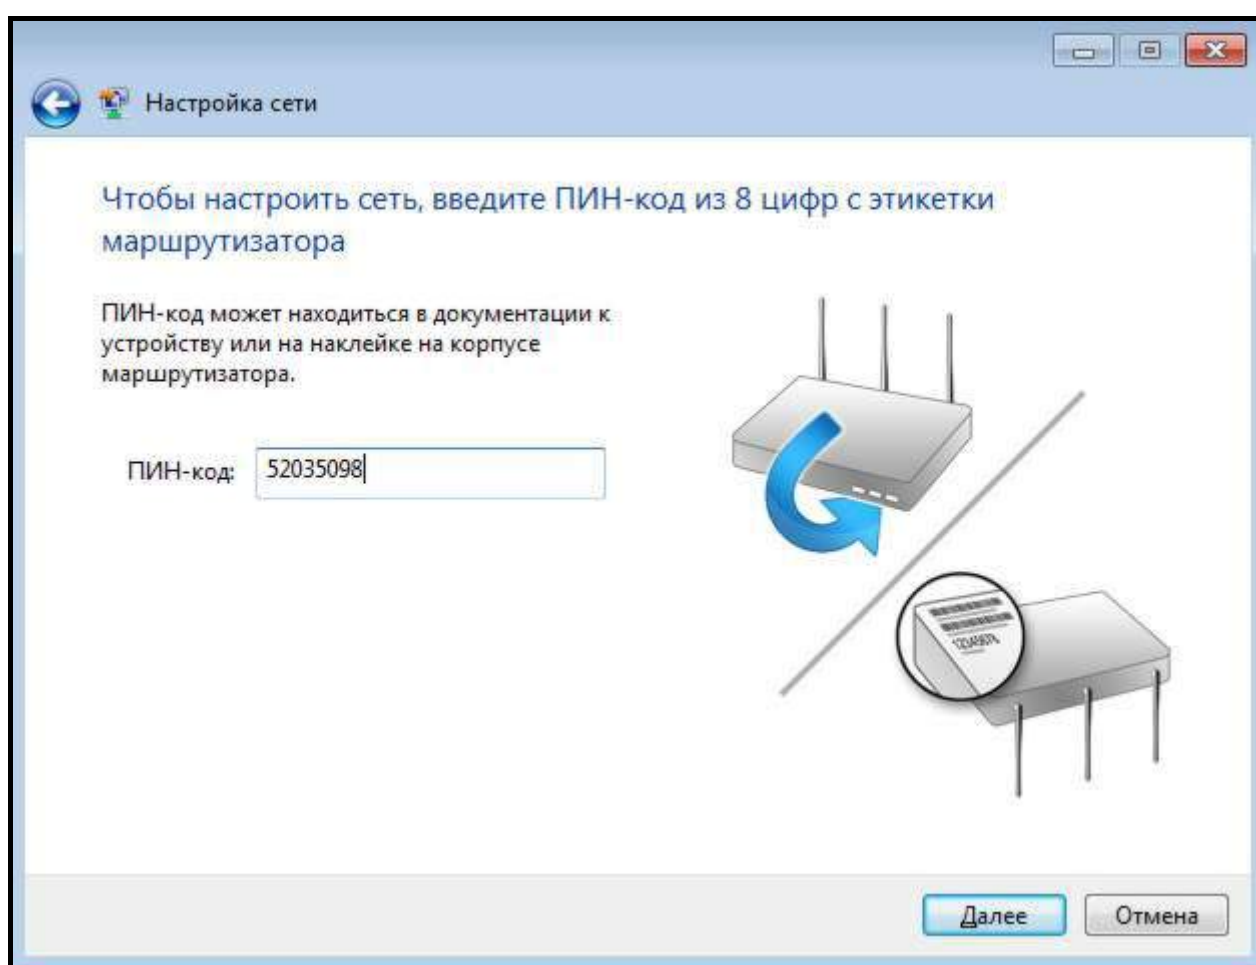 Настройка сети
Чтобы настроить сеть, введите ПИН-код из 8 цифр с этикетки
маршрутизатора
ПИН-код может находиться в документации к
устройству или на наклейке на корпусе
маршрутизатора.
ПИН-код: 52035098
12345678
Далее Отмена